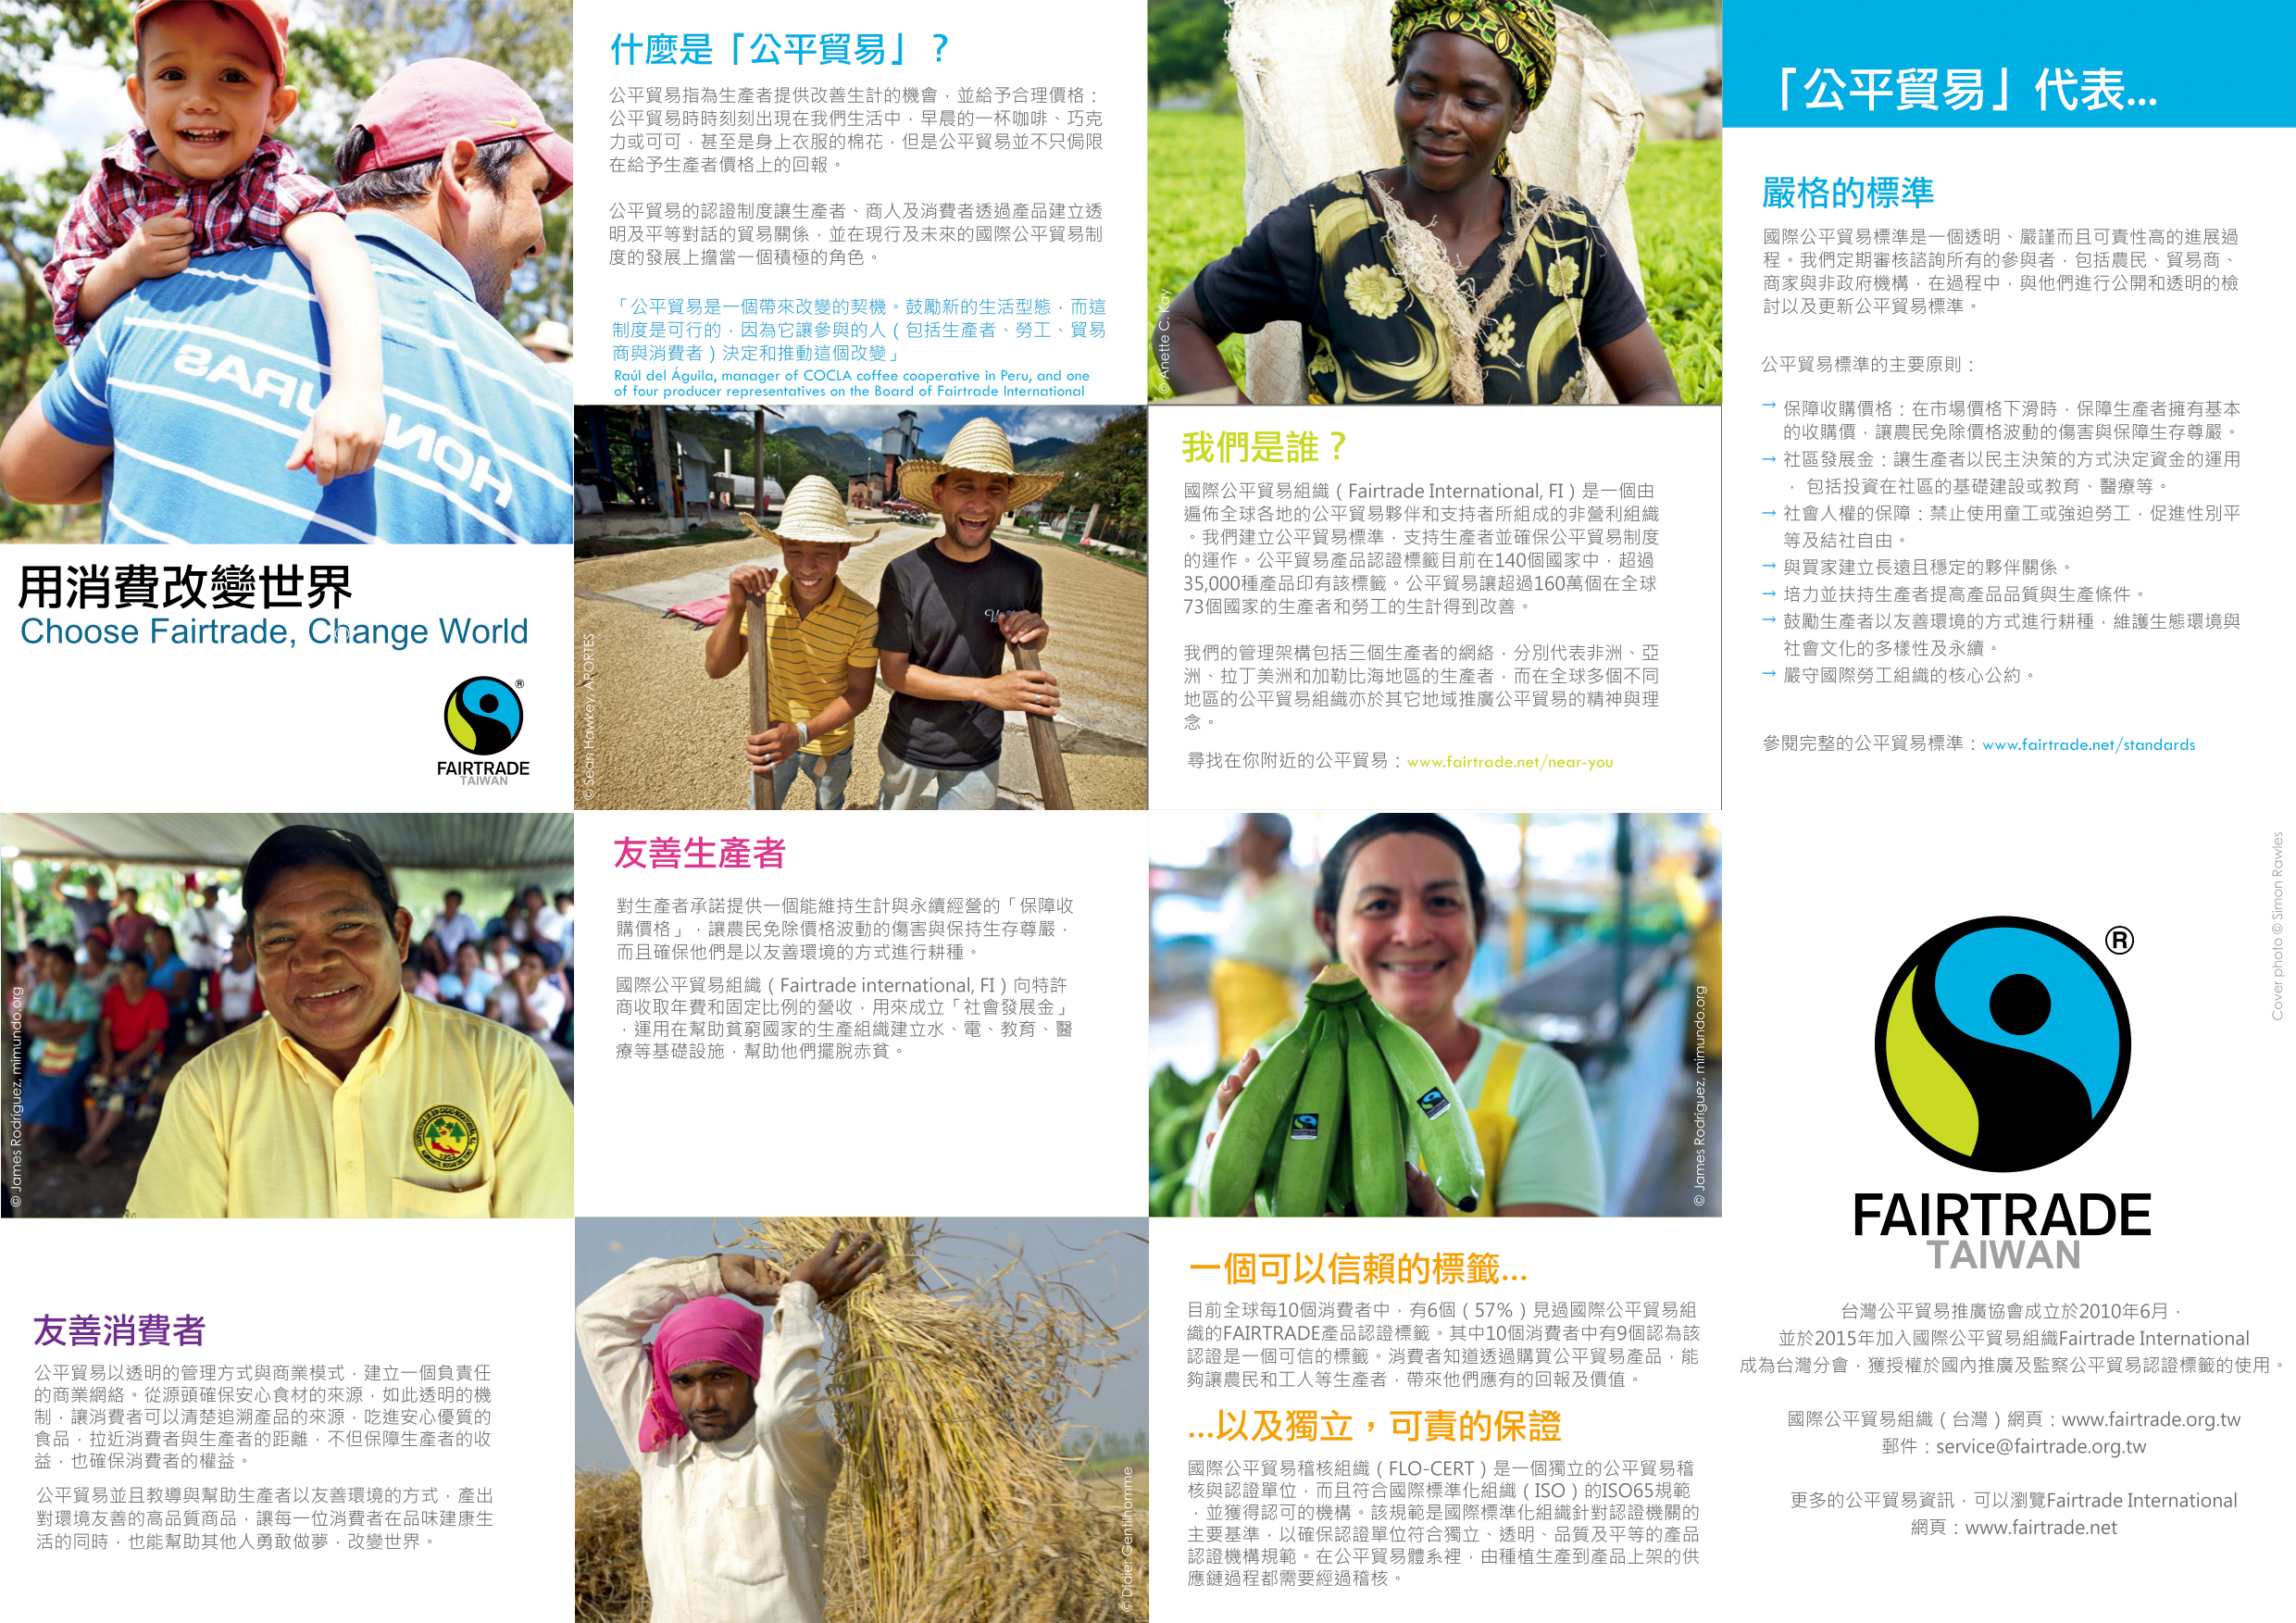 HONDURAS
用消費改變世界
Choose Fairtrade, Change World
®
FAIRTRADE
TAIWAN
什麼是「公平貿易」？
公平貿易指為生產者提供改善生計的機會，並給予合理價格：
公平貿易時時刻刻出現在我們生活中，早晨的一杯咖啡、巧克
力或可可，甚至是身上衣服的棉花，但是公平貿易並不只侷限
在給予生產者價格上的回報。
公平貿易的認證制度讓生產者、商人及消費者透過產品建立透
明及平等對話的貿易關係，並在現行及未來的國際公平貿易制
度的發展上擔當一個積極的角色。
「公平貿易是一個帶來改變的契機。鼓勵新的生活型態，而這
制度是可行的，因為它讓參與的人（包括生產者、勞工、貿易
商與消費者）決定和推動這個改變」
Raúl del Águila, manager of COCLA coffee cooperative in Peru, and one
of four producer representatives on the Board of Fairtrade International
© Sean Hawkey APORTES
© Anette C. Kay
我們是誰？
國際公平貿易組織（Fairtrade International, FI）是一個由
遍佈全球各地的公平貿易夥伴和支持者所組成的非營利組織
。我們建立公平貿易標準，支持生產者並確保公平貿易制度
的運作。公平貿易產品認證標籤目前在140個國家中，超過
35,000種產品印有該標籤。公平貿易讓超過160萬個在全球
73個國家的生產者和勞工的生計得到改善。
我們的管理架構包括三個生產者的網絡，分別代表非洲、亞
洲、拉丁美洲和加勒比海地區的生產者，而在全球多個不同
地區的公平貿易組織亦於其它地域推廣公平貿易的精神與理
念。
尋找在你附近的公平貿易：www.fairtrade.net/near-you
「公平貿易」代表...
嚴格的標準
國際公平貿易標準是一個透明、嚴謹而且可責性高的進展過
程。我們定期審核諮詢所有的參與者，包括農民、貿易商、
商家與非政府機構，在過程中，與他們進行公開和透明的檢
討以及更新公平貿易標準。
公平貿易標準的主要原則：
→ 保障收購價格：在市場價格下滑時，保障生產者擁有基本
的收購價，讓農民免除價格波動的傷害與保障生存尊嚴。
→ 社區發展金：讓生產者以民主決策的方式決定資金的運用
，包括投資在社區的基礎建設或教育、醫療等。
→ 社會人權的保障：禁止使用童工或強迫勞工，促進性別平
等及結社自由。
→ 與買家建立長遠且穩定的夥伴關係。
→ 培力並扶持生產者提高產品品質與生產條件。
→ 鼓勵生產者以友善環境的方式進行耕種，維護生態環境與
社會文化的多樣性及永續。
→ 嚴守國際勞工組織的核心公約。
參閱完整的公平貿易標準：www.fairtrade.net/standards
© James Rodríguez, mimundo.org
友善消費者
公平貿易以透明的管理方式與商業模式，建立一個負責任
的商業網絡。從源頭確保安心食材的來源，如此透明的機
制，讓消費者可以清楚追溯產品的來源，吃進安心優質的
食品，拉近消費者與生產者的距離，不但保障生產者的收
益，也確保消費者的權益。
公平貿易並且教導與幫助生產者以友善環境的方式，產出
對環境友善的高品質商品，讓每一位消費者在品味建康生
活的同時，也能幫助其他人勇敢做夢，改變世界。
友善生產者
對生產者承諾提供一個能維持生計與永續經營的「保障收
購價格」，讓農民免除價格波動的傷害與保持生存尊嚴，
而且確保他們是以友善環境的方式進行耕種。
國際公平貿易組織（Fairtrade international, FI）向特許
商收取年費和固定比例的營收，用來成立「社會發展金」
，運用在幫助貧窮國家的生產組織建立水、電、教育、醫
療等基礎設施，幫助他們擺脫赤貧。
© Didier Gentilhomme
© James Rodríguez, mimundo.org
一個可以信賴的標籤...
目前全球每10個消費者中，有6個（57%）見過國際公平貿易組
織的FAIRTRADE產品認證標籤。其中10個消費者中有9個認為該
認證是一個可信的標籤。消費者知道透過購買公平貿易產品，能
夠讓農民和工人等生產者，帶來他們應有的回報及價值。
...以及獨立，可責的保證
國際公平貿易稽核組織（FLO-CERT）是一個獨立的公平貿易稽
核與認證單位，而且符合國際標準化組織（ISO）的ISO65規範
，並獲得認可的機構。該規範是國際標準化組織針對認證機關的
主要基準，以確保認證單位符合獨立、透明、品質及平等的產品
認證機構規範。在公平貿易體系裡，由種植生產到產品上架的供
應鏈過程都需要經過稽核。
Cover photo © Simon Rawles
®
FAIRTRADE
TAIWAN
台灣公平貿易推廣協會成立於2010年6月，
並於2015年加入國際公平貿易組織Fairtrade International
成為台灣分會，獲授權於國內推廣及監察公平貿易認證標籤的使用。
國際公平貿易組織（台灣）網頁：www.fairtrade.org.tw
郵件：service@fairtrade.org.tw
更多的公平貿易資訊，可以瀏覽Fairtrade International
網頁：www.fairtrade.net